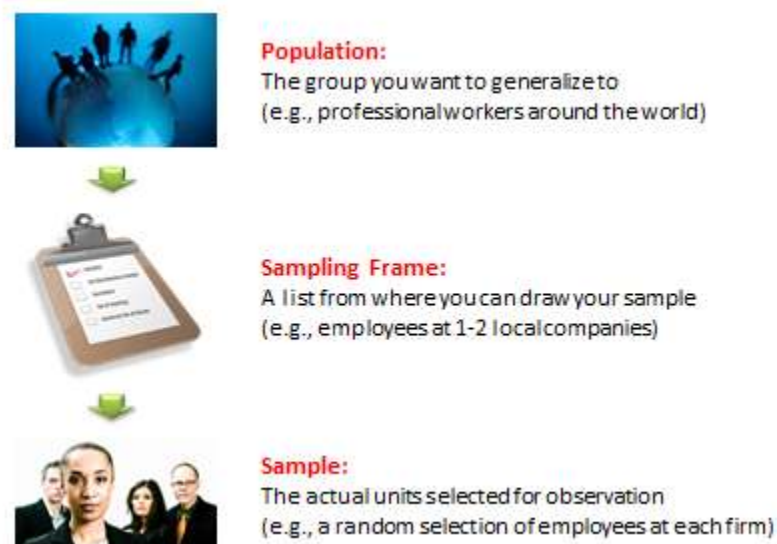 Population:
The group you want to generalize to
(e.g., professional workers around the world)
Sampling Frame:
A list from where you can draw your sample
(e.g., employees at 1-2 local companies)
Sample:
The actual units selected for observation
(e.g., a random selection of employees at each firm)